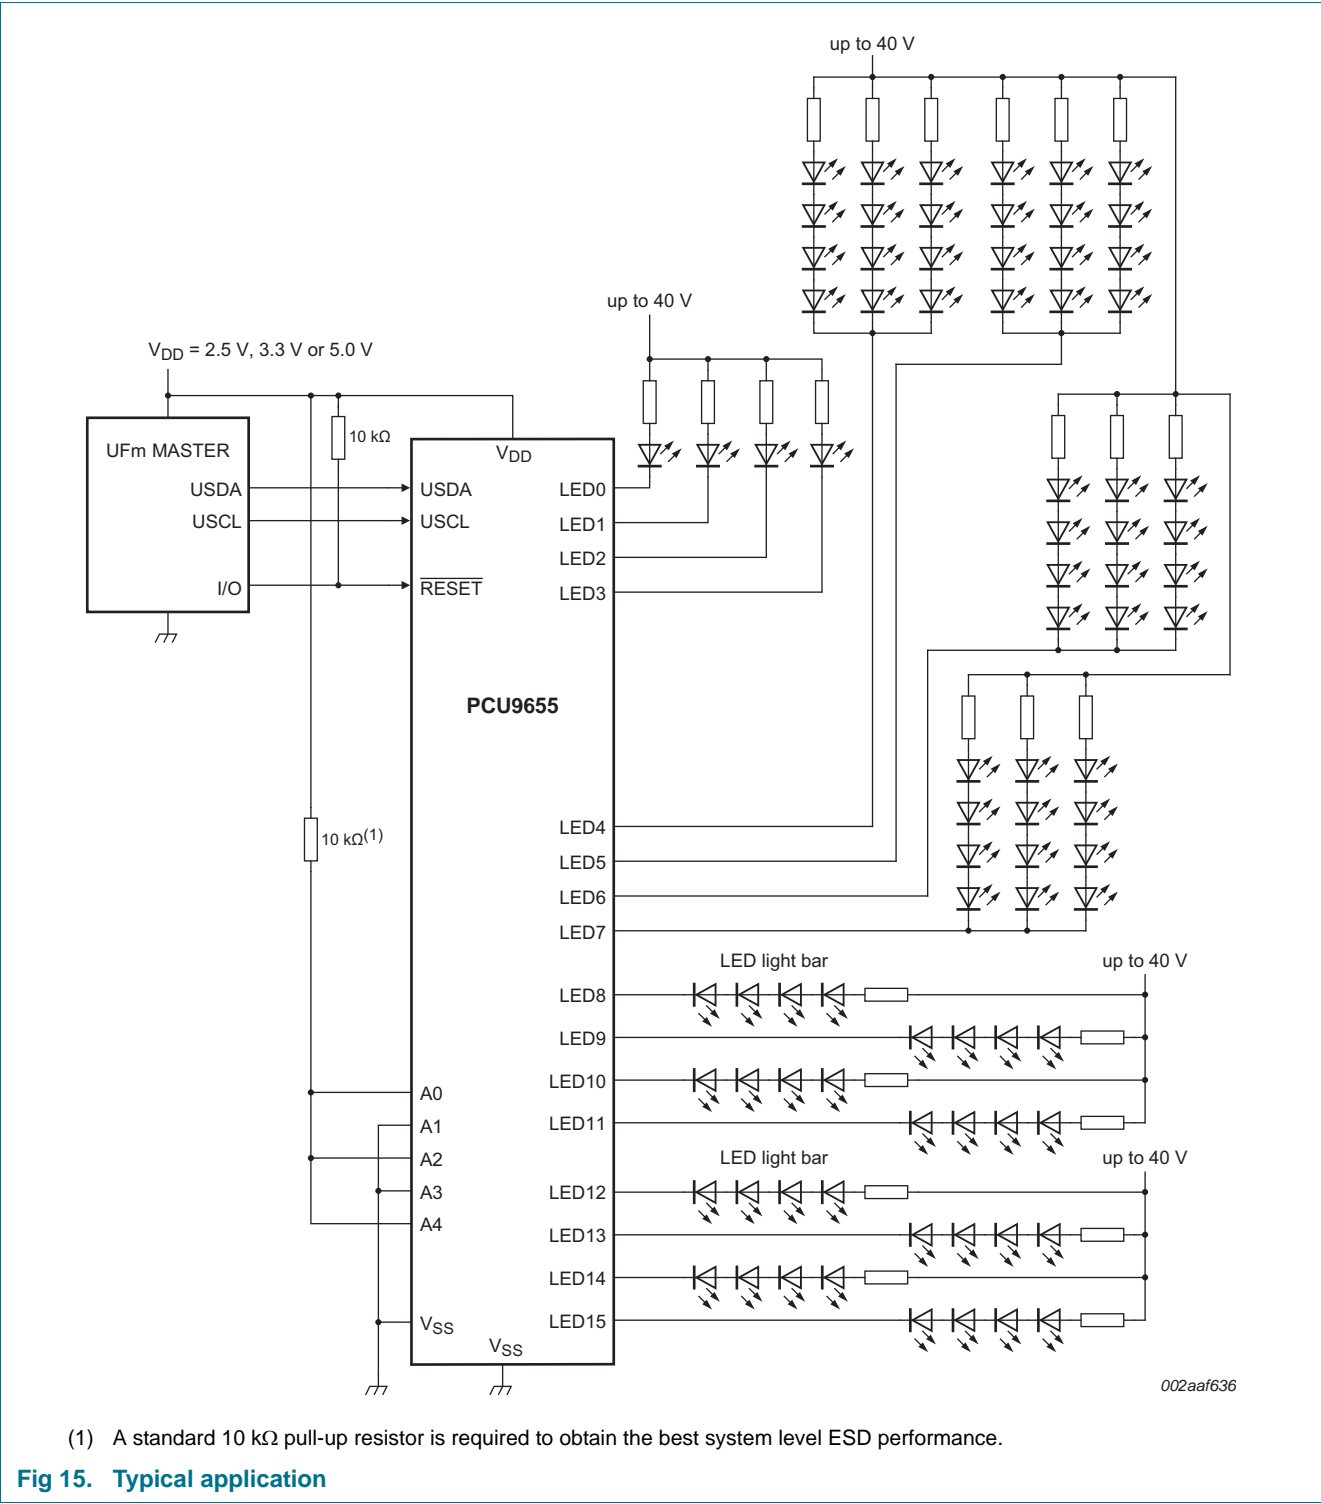 up to 40 V
up to 40 V
VDD = 2.5 V, 3.3 V or 5.0 V
UFm MASTER
10 kΩ
VDD
USDA
USDA
LED0
USCL
USCL
LED1
LED2
I/O
RESET
LED3
PCU9655
LED4
10 kΩ(1)
LED5
LED6
LED7
LED light bar
up to 40 V
LED8
LED9
LED10
A0
LED11
A1
LED light bar
up to 40 V
A2
A3
LED12
A4
LED13
LED14
LED15
VSS
VSS
002aaf636
(1) A standard 10 kΩ pull-up resistor is required to obtain the best system level ESD performance.
Fig 15. Typical application